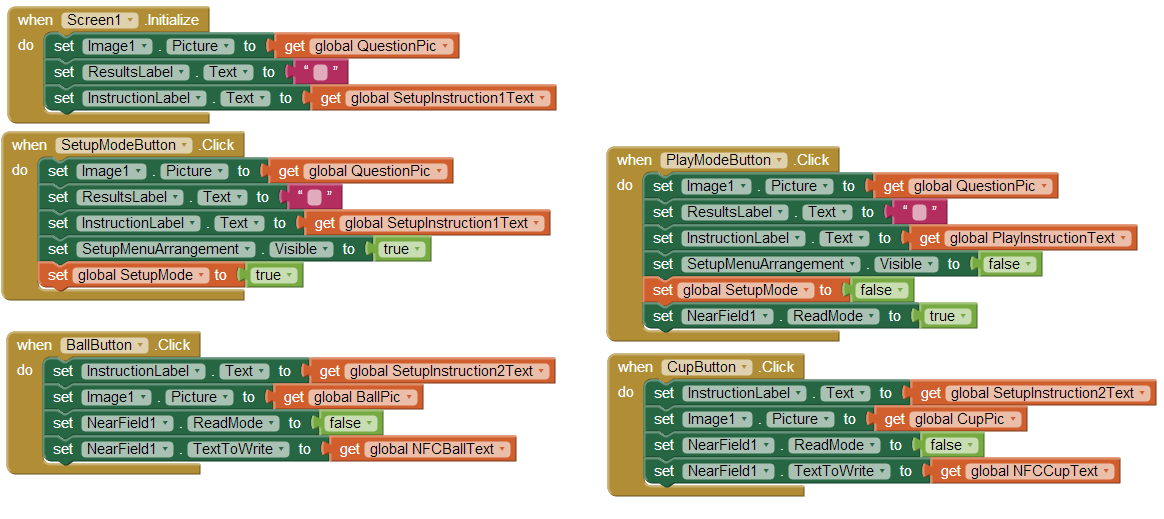 when Screen1 .Initialize
do set Image1 . Picture to get global QuestionPic
set ResultsLabel . Text to “ ”
set InstructionLabel . Text to get global SetupInstruction1Text
when SetupModeButton .Click
do set Image1 . Picture to get global QuestionPic
set ResultsLabel . Text to “ ”
set InstructionLabel . Text to get global SetupInstruction1Text
set SetupMenuArrangement . Visible to true
set global SetupMode to true
when BallButton .Click
do set InstructionLabel . Text to get global SetupInstruction2Text
set Image1 . Picture to get global BallPic
set NearField1 . ReadMode to false
set NearField1 . TextToWrite to get global NFCBallText
when PlayModeButton .Click
do set Image1 . Picture to get global QuestionPic
set ResultsLabel . Text to “ ”
set InstructionLabel . Text to get global PlayInstructionText
set SetupMenuArrangement . Visible to false
set global SetupMode to false
set NearField1 . ReadMode to true
when CupButton .Click
do set InstructionLabel . Text to get global SetupInstruction2Text
set Image1 . Picture to get global CupPic
set NearField1 . ReadMode to false
set NearField1 . TextToWrite to get global NFCCupText